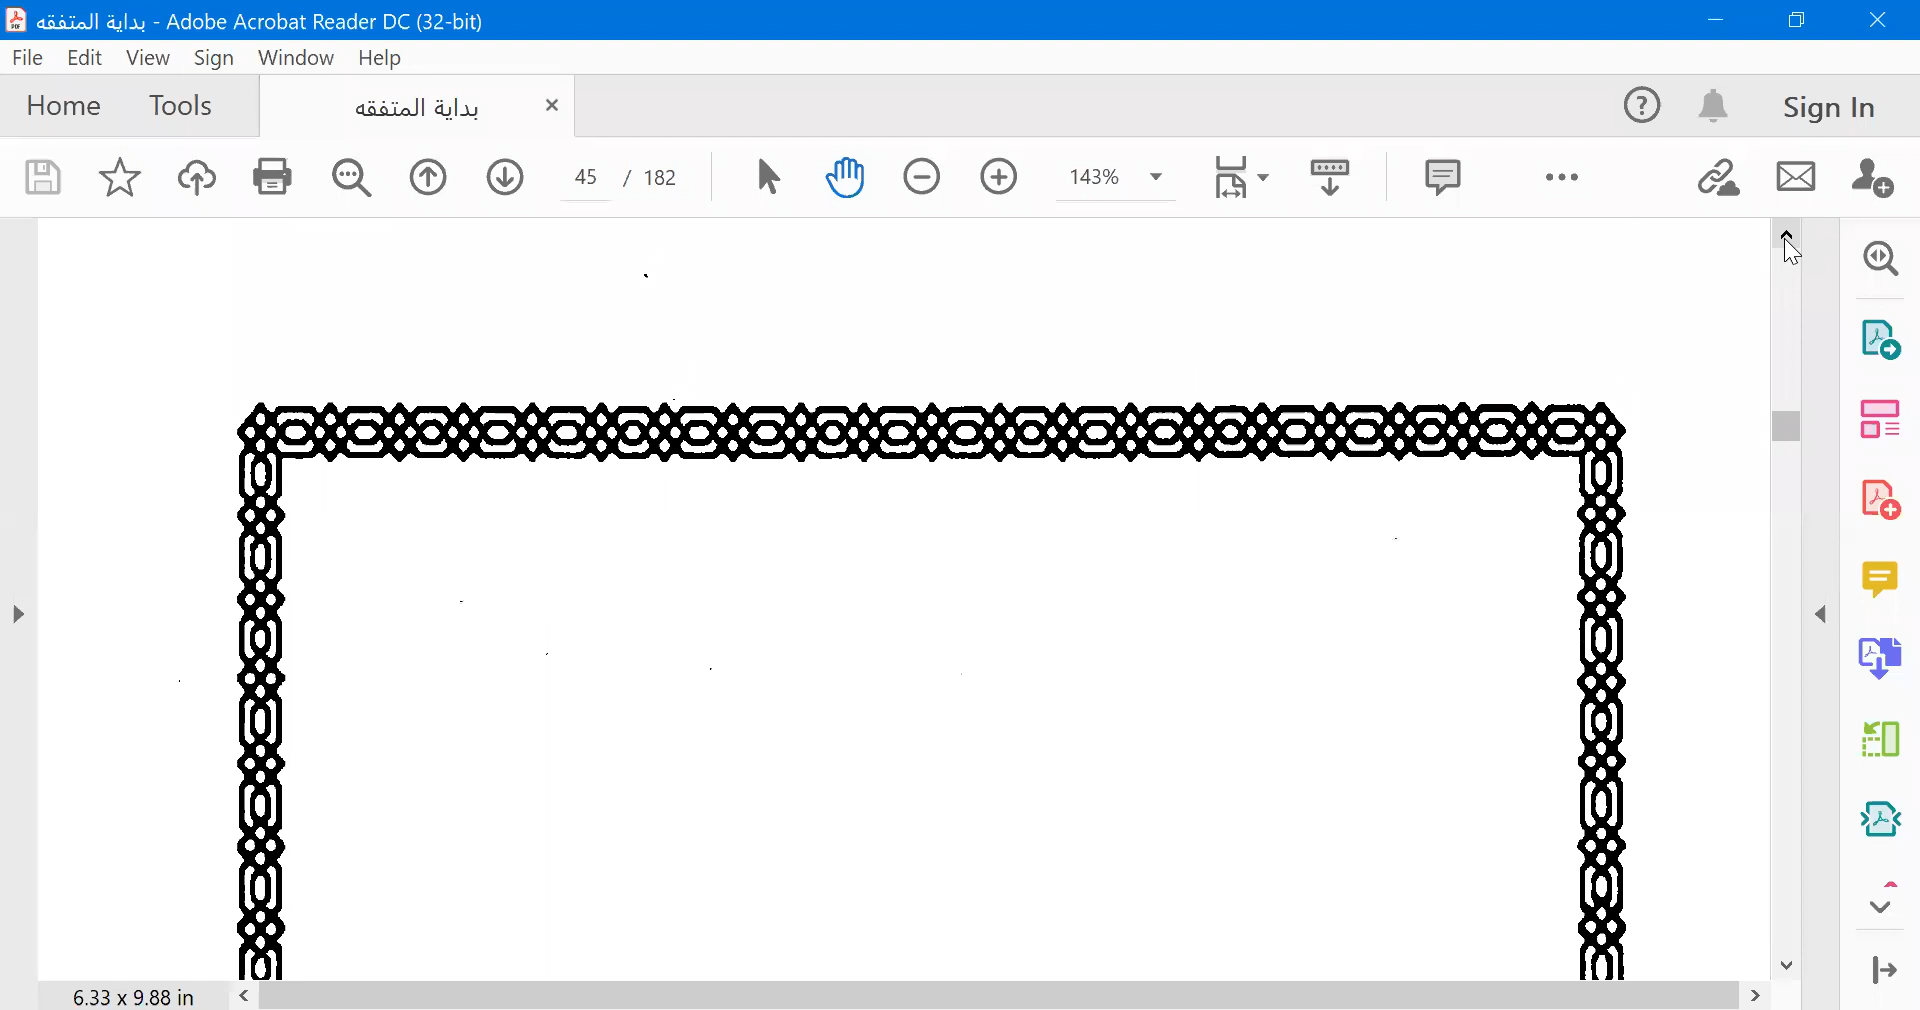 بداية المتفقه - Adobe Acrobat Reader DC (32-bit)
File Edit View Sign Window Help
Home Tools بداية المتفقه × ? Sign In
45 / 182 143%
6.33 x 9.88 in